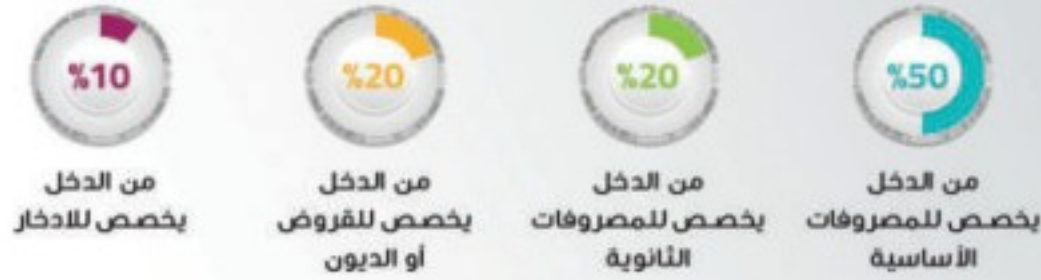 %50
من الدخل
يخصص للمصروفات
الأساسية
%20
من الدخل
يخصص للمصروفات
الثانوية
%20
من الدخل
يخصص للقروض
أو الديون
%10
من الدخل
يخصص للادخار